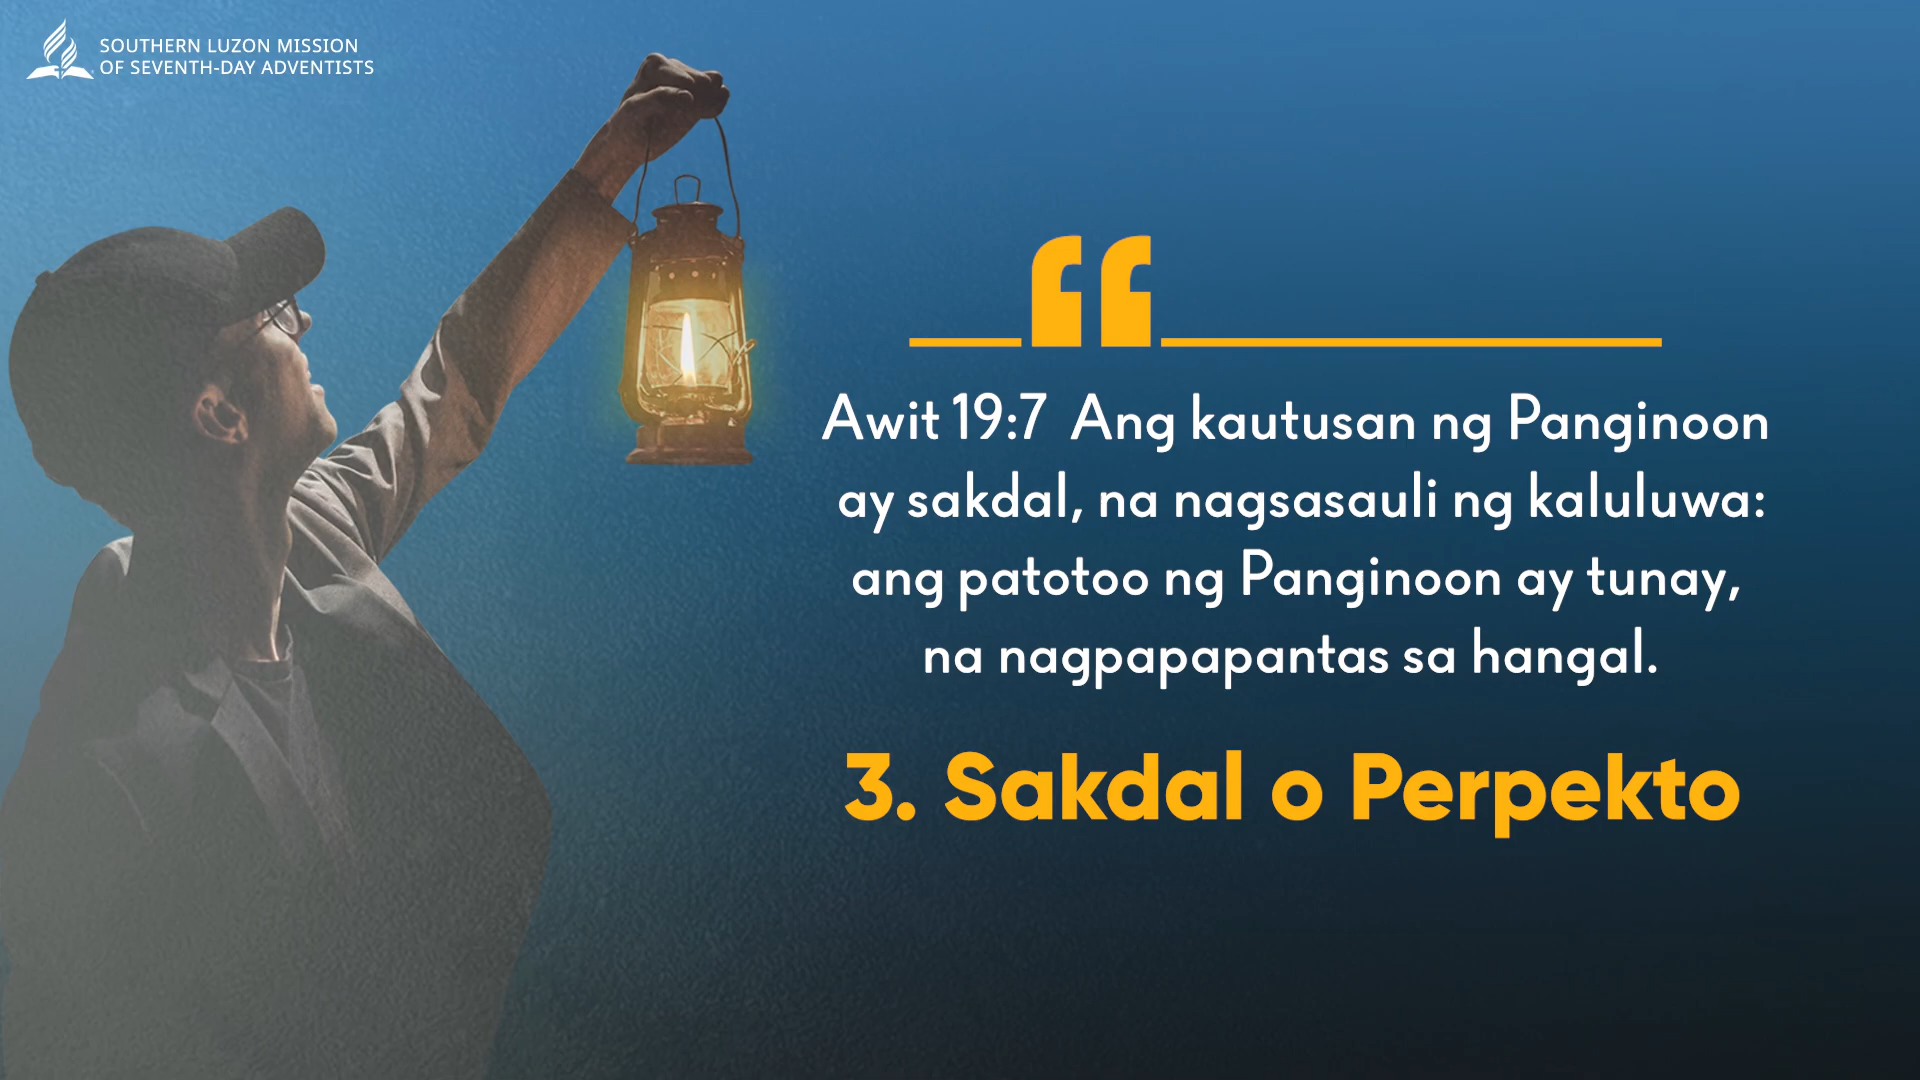 SOUTHERN LUZON MISSION
OF SEVENTH-DAY ADVENTISTS
Awit 19:7 Ang kautusan ng Panginoon
ay sakdal, na nagsasauli ng kaluluwa:
ang patotoo ng Panginoon ay tunay,
na nagpapapantas sa hangal.
3. Sakdal o Perpekto